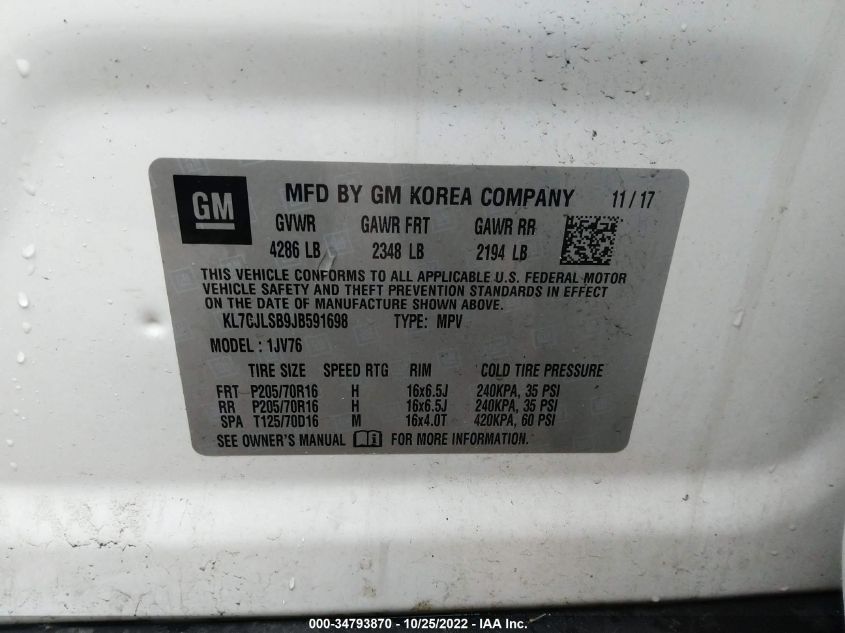 GM MFD BY GM KOREA COMPANY 11/17
GVWR GAWR FRT GAWR RR
4286 LB 2348 LB 2194 LB
THIS VEHICLE CONFORMS TO ALL APPLICABLE U.S. FEDERAL MOTOR
VEHICLE SAFETY AND THEFT PREVENTION STANDARDS IN EFFECT
ON THE DATE OF MANUFACTURE SHOWN ABOVE.
KL7CJLSB9JB591698 TYPE: MPV
MODEL : 1JV76
TIRE SIZE SPEED RTG RIM COLD TIRE PRESSURE
FRT P205/70R16 H 16x6.5J 240KPA, 35 PSI
RR P205/70R16 H 16x6.5J 240KPA, 35 PSI
SPA T125/70D16 M 16x4.0T 420KPA, 60 PSI
SEE OWNER'S MANUAL FOR MORE INFORMATION.
000-34793870 - 10/25/2022 - IAA Inc.